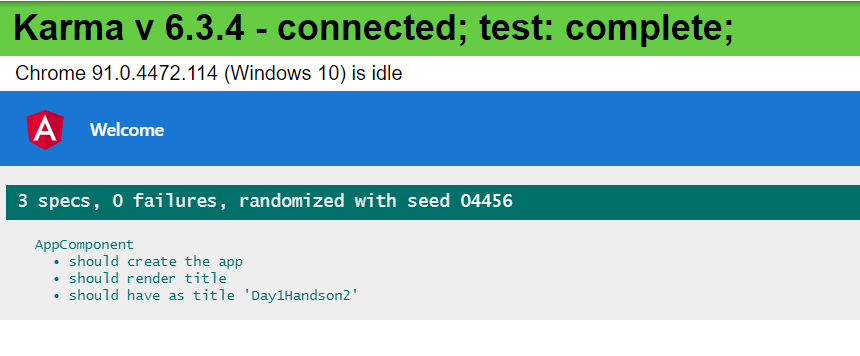 Karma v 6.3.4 - connected; test: complete;
Chrome 91.0.4472.114 (Windows 10) is idle
A
Welcome
3 specs, 0 failures, randomized with seed 04456
AppComponent
• should create the app
• should render title
• should have as title 'Day1Handson2'